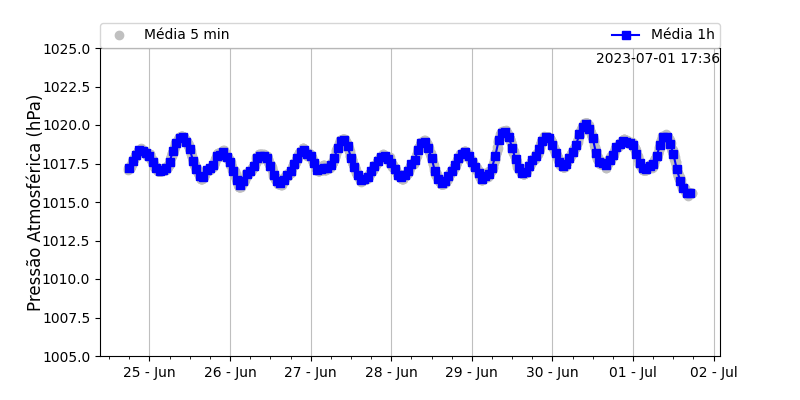 Média 5 min
Média 1h
2023-07-01 17:36
Pressão Atmosférica (hPa)
1025.0
1022.5
1020.0
1017.5
1015.0
1012.5
1010.0
1007.5
1005.0
25 - Jun
26 - Jun
27 - Jun
28 - Jun
29 - Jun
30 - Jun
01 - Jul
02 - Jul